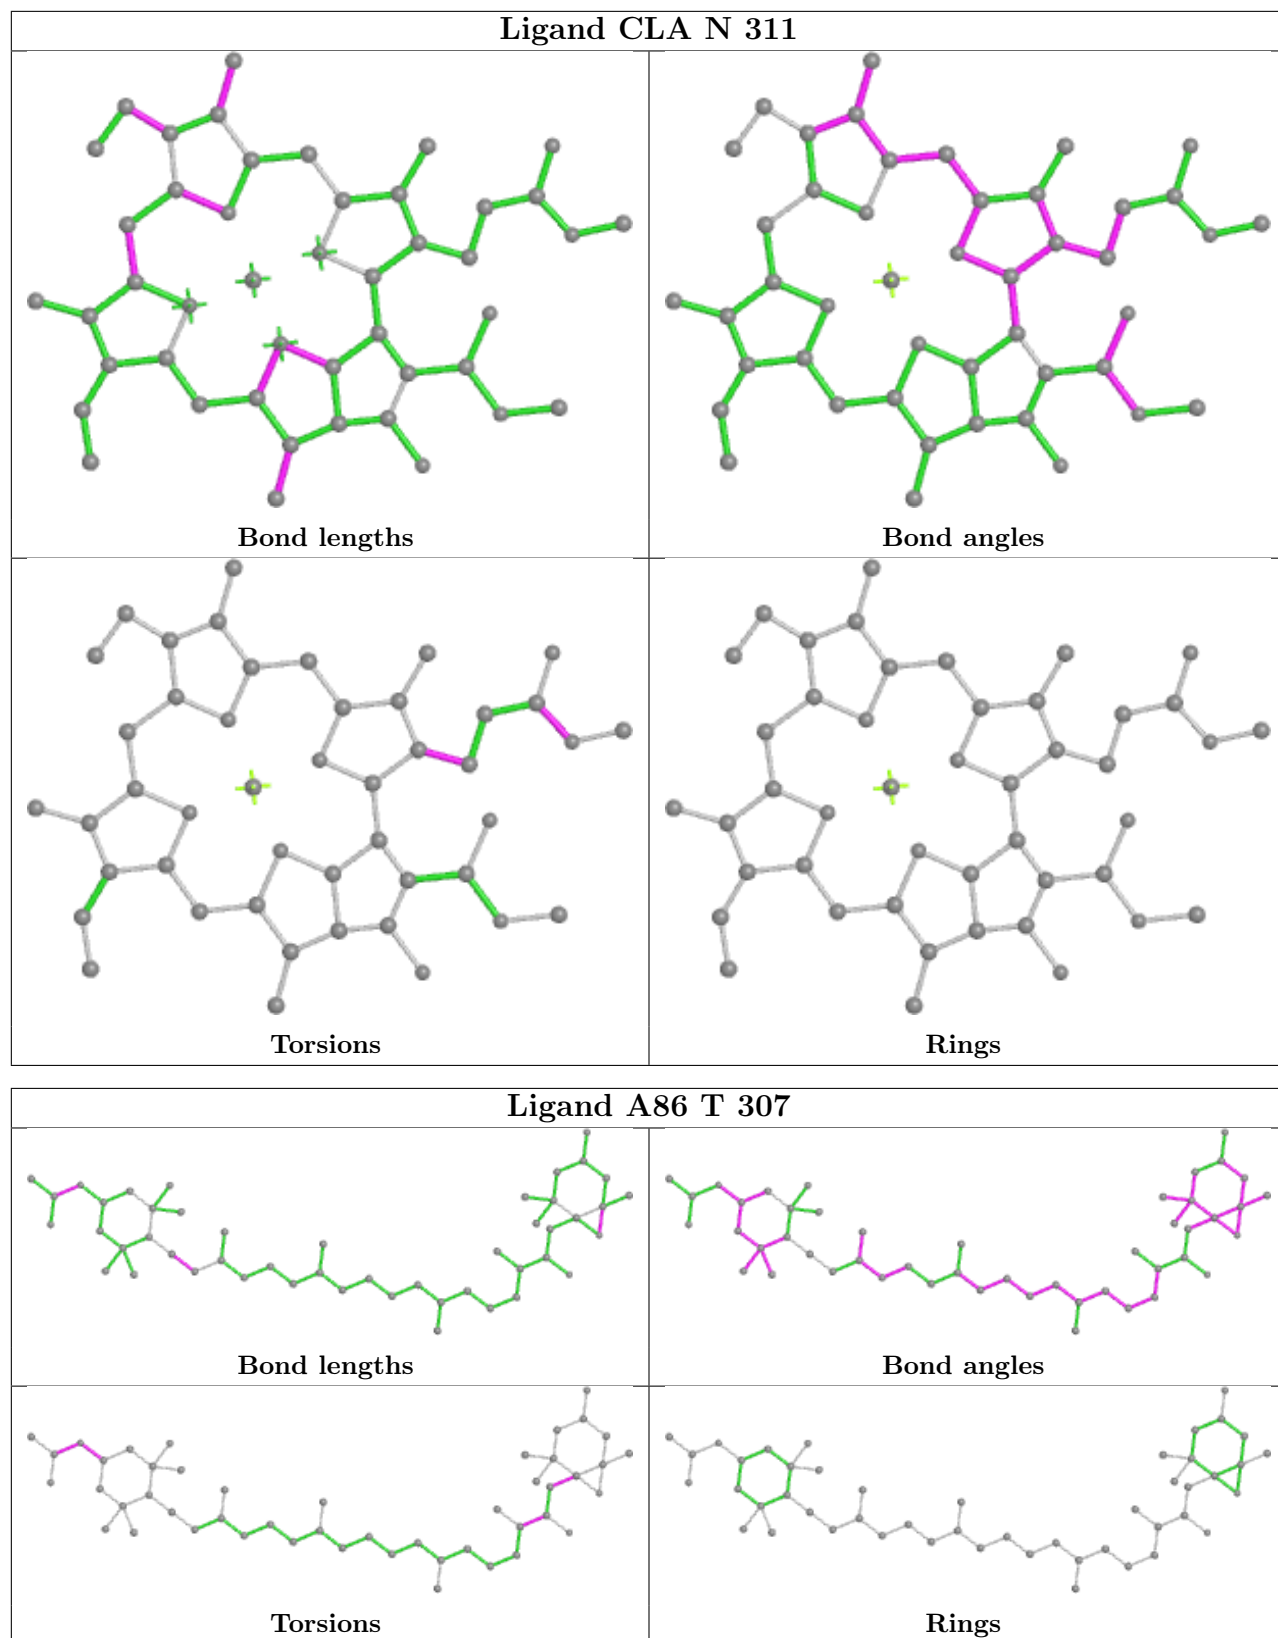 Ligand CLA N 311
Bond lengths
Bond angles
Torsions
Rings
Ligand A86 T 307
Bond lengths
Bond angles
Torsions
Rings